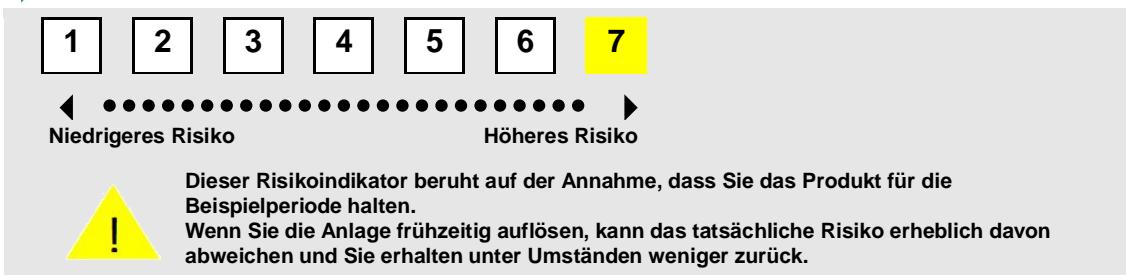 1 2 3 4 5 6 7
Niedrigeres Risiko Höheres Risiko
Dieser Risikoindikator beruht auf der Annahme, dass Sie das Produkt für die
Beispielperiode halten.
!
Wenn Sie die Anlage frühzeitig auflösen, kann das tatsächliche Risiko erheblich davon
abweichen und Sie erhalten unter Umständen weniger zurück.